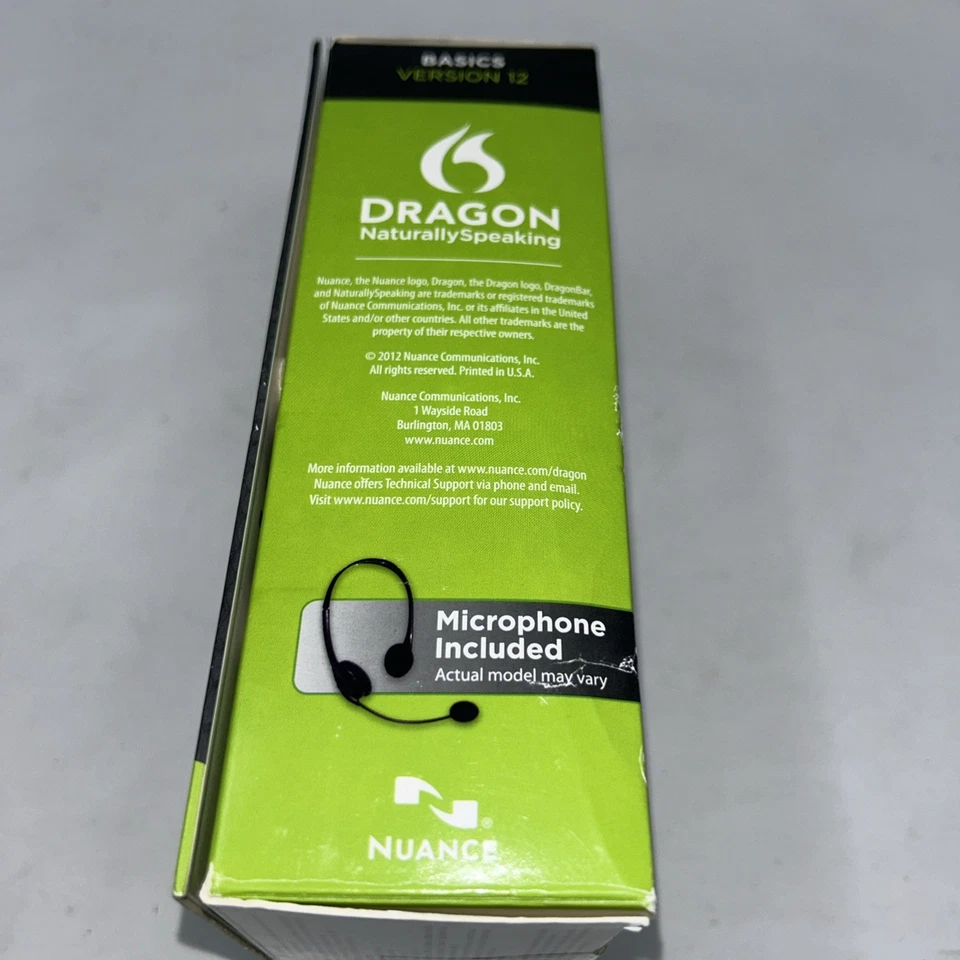 BASICS
VERSION 12
DRAGON
NaturallySpeaking
Nuance, the Nuance logo, Dragon, the Dragon logo, DragonBar,
and NaturallySpeaking are trademarks or registered trademarks
of Nuance Communications, Inc. or its affiliates in the United
States and/or other countries. All other trademarks are the
property of their respective owners.
© 2012 Nuance Communications, Inc.
All rights reserved. Printed in U.S.A.
Nuance Communications, Inc.
1 Wayside Road
Burlington, MA 01803
www.nuance.com
More information available at www.nuance.com/dragon
Nuance offers Technical Support via phone and email.
Visit www.nuance.com/support for our support policy.
Microphone
Included
Actual model may vary
®
NUANCE